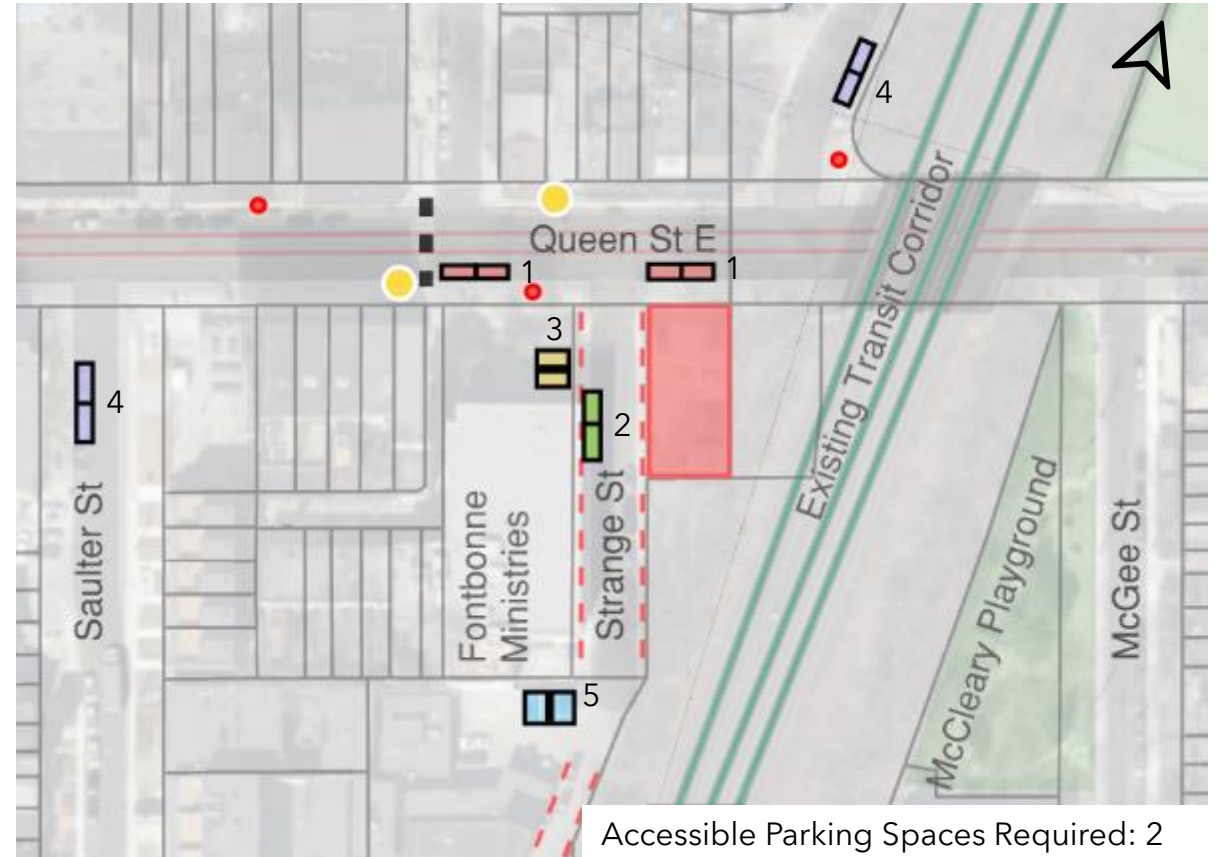 4
Queen St E
1
1
3
4
2
Existing Transit Corridor
Saulter St
Fontbonne
Ministries
Strange St
McCleary Playground
McGee St
5
Accessible Parking Spaces Required: 2